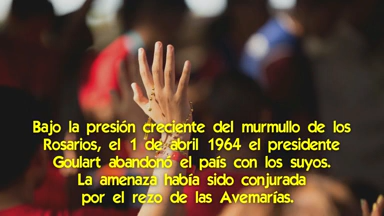 Bajo la presión creciente del murmullo de los
Rosarios, el 1 de abril 1964 el presidente
Goulart abandonó el país con los suyos.
La amenaza había sido conjurada
por el rezo de las Avemarías.